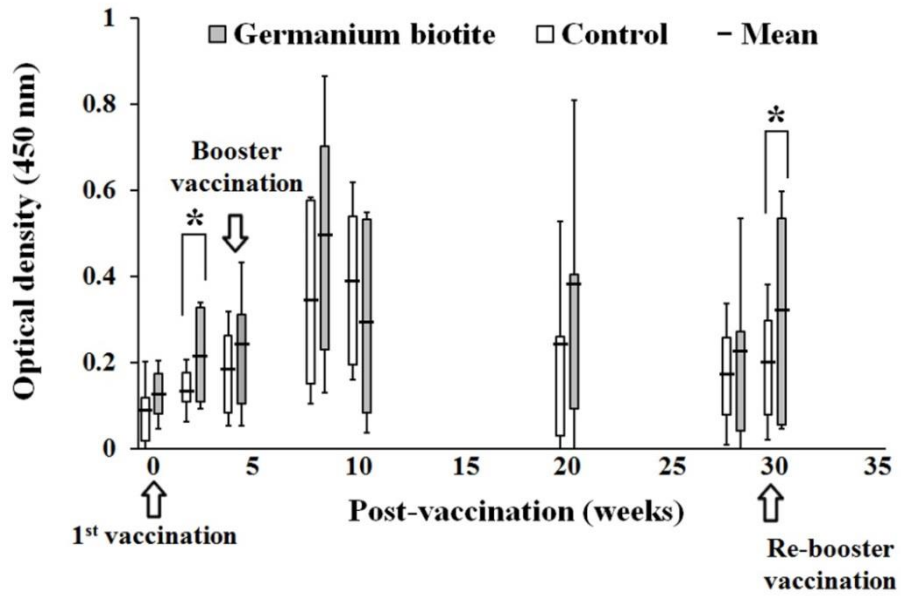 Optical density (450 nm)
1
0.8
0.6
0.4
0.2
0
Germanium biotite Control Mean
Booster
vaccination
*
*
0 5 10 15 20 25 30 35
Post-vaccination (weeks)
1st vaccination
Re-booster
vaccination